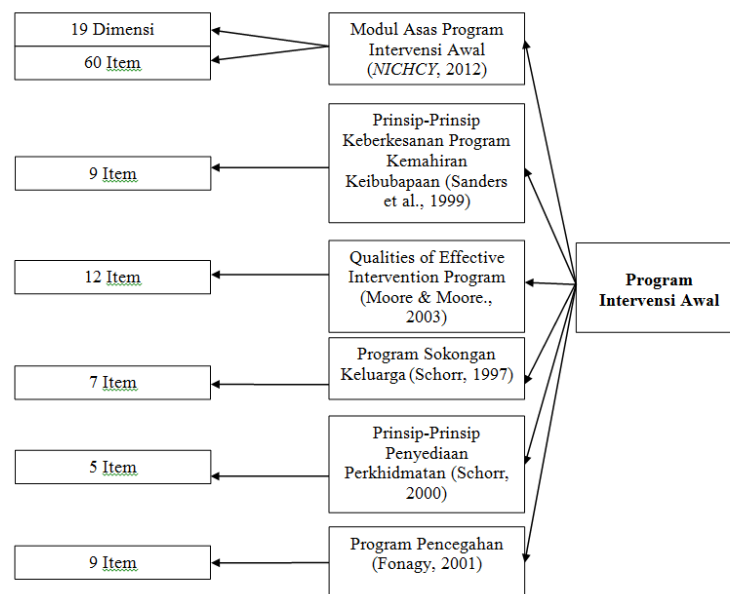 19 Dimensi
60 Item
Modul Asas Program
Intervensi Awal
(NICHCY, 2012)
9 Item
Prinsip-Prinsip
Keberkesanan Program
Kemahiran
Keibubapaan (Sanders
et al., 1999)
12 Item
Qualities of Effective
Intervention Program
(Moore & Moore.,
2003)
Program
Intervensi Awal
7 Item
Program Sokongan
Keluarga (Schorr, 1997)
5 Item
Prinsip-Prinsip
Penyediaan
Perkhidmatan (Schorr,
2000)
9 Item
Program Pencegahan
(Fonagy, 2001)